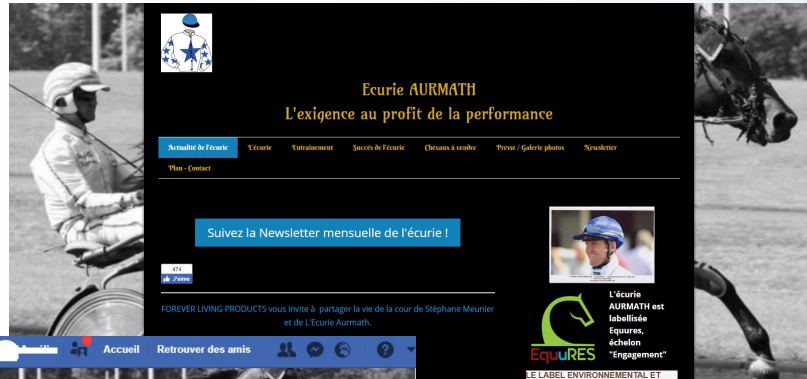 Ecurie AURMATH
L'exigence au profit de la performance
Actualité de l'écurie L'écurie Entraînement Succès de l'écurie Chevaux à vendre Presse / Galerie photos Newsletter
Plan - Contact
Suivez la Newsletter mensuelle de l'écurie !
474
J'aime
FOREVER LIVING PRODUCTS vous invite à partager la vie de la cour de Stéphane Meunier
et de L'Ecurie Aurmath.
L'écurie
AURMATH est
labellisée
Equures,
échelon
"Engagement"
EquuRES
LE LABEL ENVIRONNEMENTAL ET
Accueil Retrouver des amis